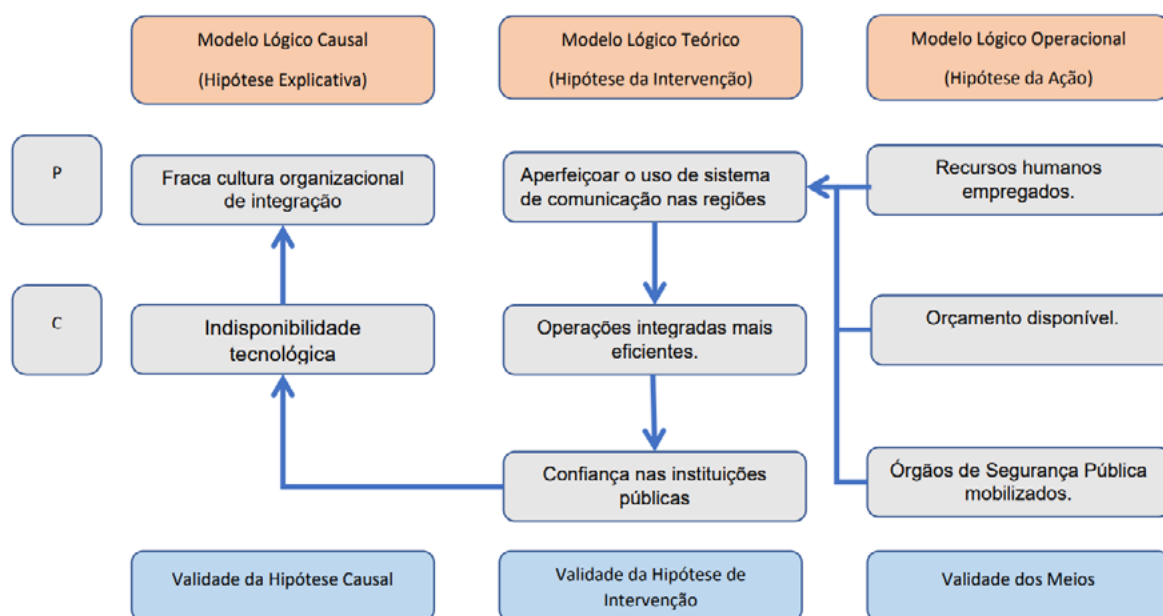 Modelo Lógico Causal
(Hipótese Explicativa)
Modelo Lógico Teórico
(Hipótese da Intervenção)
Modelo Lógico Operacional
(Hipótese da Ação)
P
Fraca cultura organizacional
de integração
Aperfeiçoar o uso de sistema
de comunicação nas regiões
Recursos humanos
empregados.
C
Indisponibilidade
tecnológica
Operações integradas mais
eficientes.
Orçamento disponível.
Confiança nas instituições
públicas
Órgãos de Segurança Pública
mobilizados.
Validade da Hipótese Causal
Validade da Hipótese de
Intervenção
Validade dos Meios